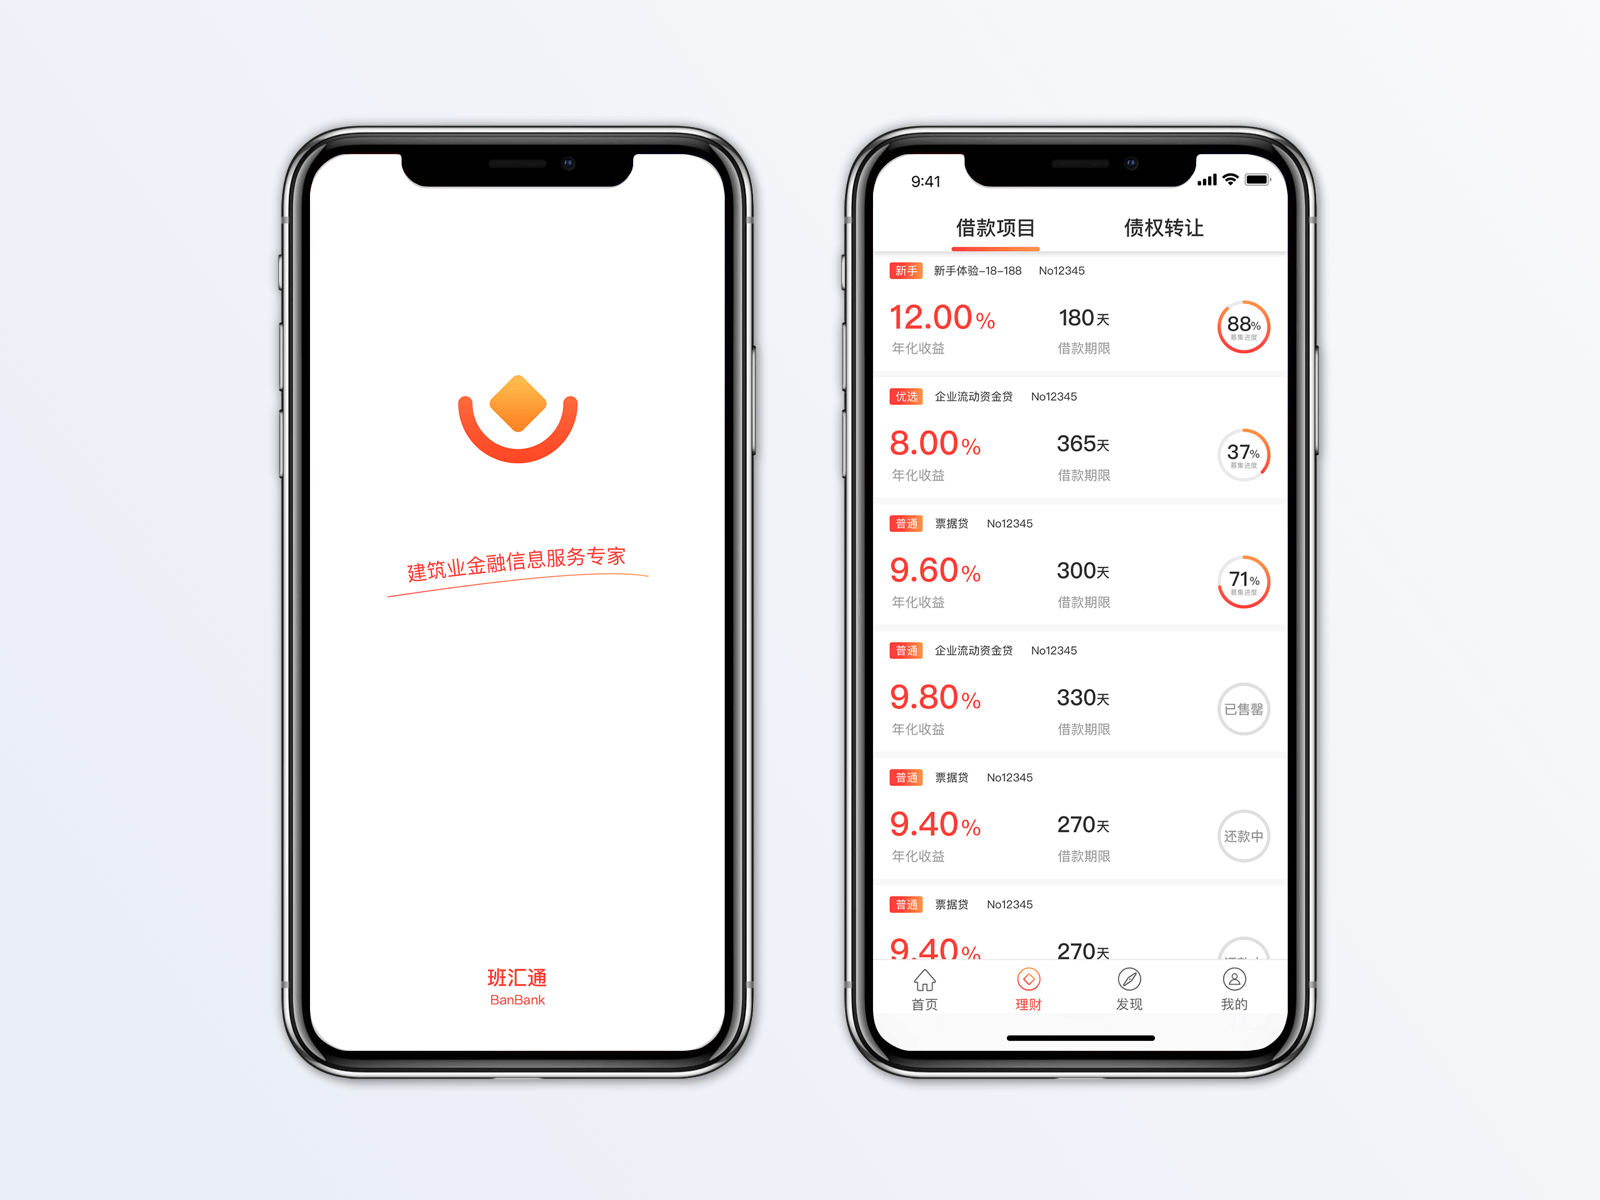 建筑业金融信息服务专家
班汇通
BanBank
9:41
借款项目 债权转让
新手 新手体验-18-188 No12345
12.00% 180天 88%
募集进度
年化收益 借款期限
优选 企业流动资金贷 No12345
8.00% 365天 37%
募集进度
年化收益 借款期限
普通 票据贷 No12345
9.60% 300天 71%
募集进度
年化收益 借款期限
普通 企业流动资金贷 No12345
9.80% 330天 已售罄
年化收益 借款期限
普通 票据贷 No12345
9.40% 270天 还款中
年化收益 借款期限
普通 票据贷 No12345
9.40% 270天
首页 理财 发现 我的